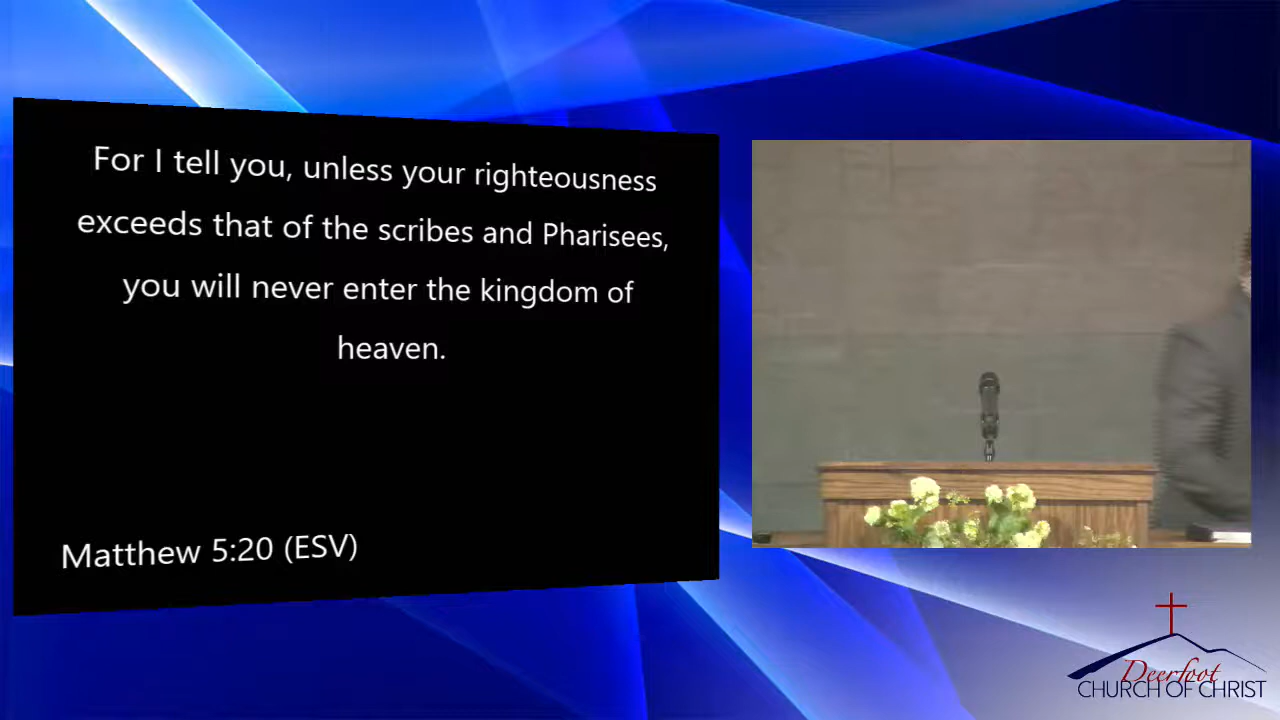 For I tell you, unless your righteousness
exceeds that of the scribes and Pharisees,
you will never enter the kingdom of
heaven.
Matthew 5:20 (ESV)
Deerfoot
CHURCH OF CHRIST